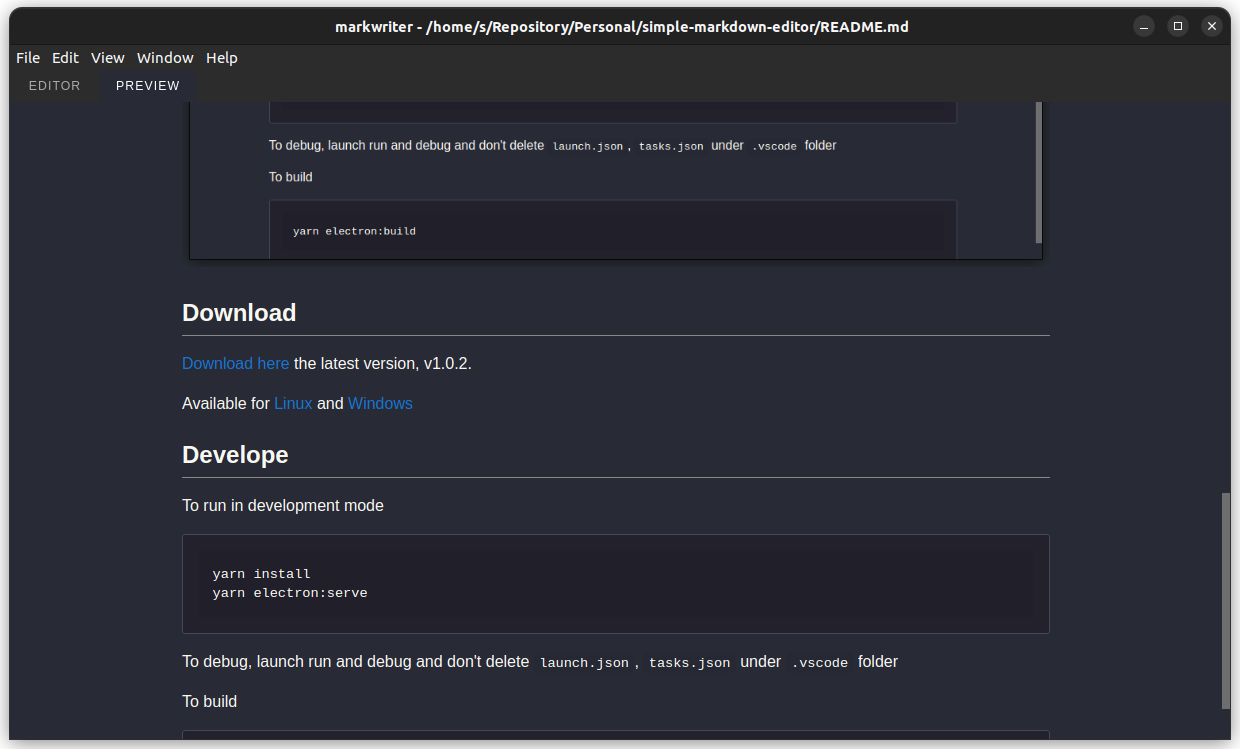 markwriter - /home/s/Repository/Personal/simple-markdown-editor/README.md
File Edit View Window Help
EDITOR PREVIEW
To debug, launch run and debug and don't delete launch.json, tasks.json under .vscode folder
To build
yarn electron:build
Download
Download here the latest version, v1.0.2.
Available for Linux and Windows
Develope
To run in development mode
yarn install
yarn electron:serve
To debug, launch run and debug and don't delete launch.json, tasks.json under .vscode folder
To build